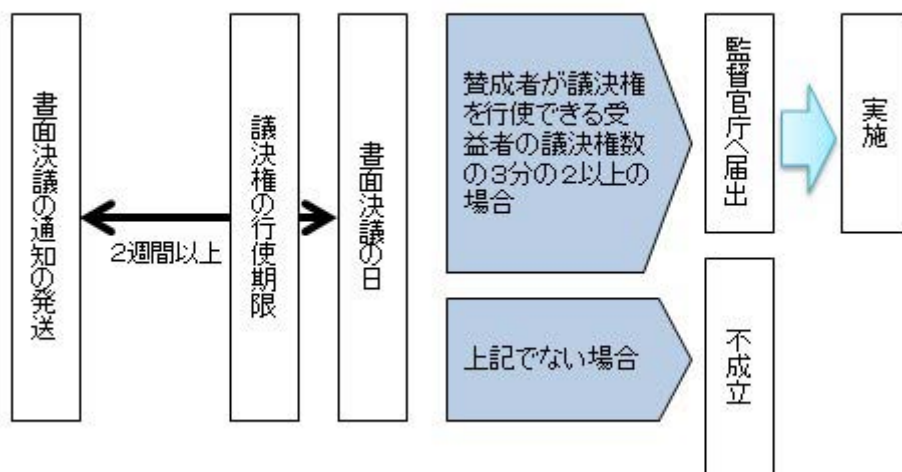 書面決議の通知の発送
2週間以上
議決権の行使期限
書面決議の日
賛成者が議決権
を行使できる受
益者の議決権数
の3分の2以上の
場合
監督官庁へ届出
実施
上記でない場合
不成立